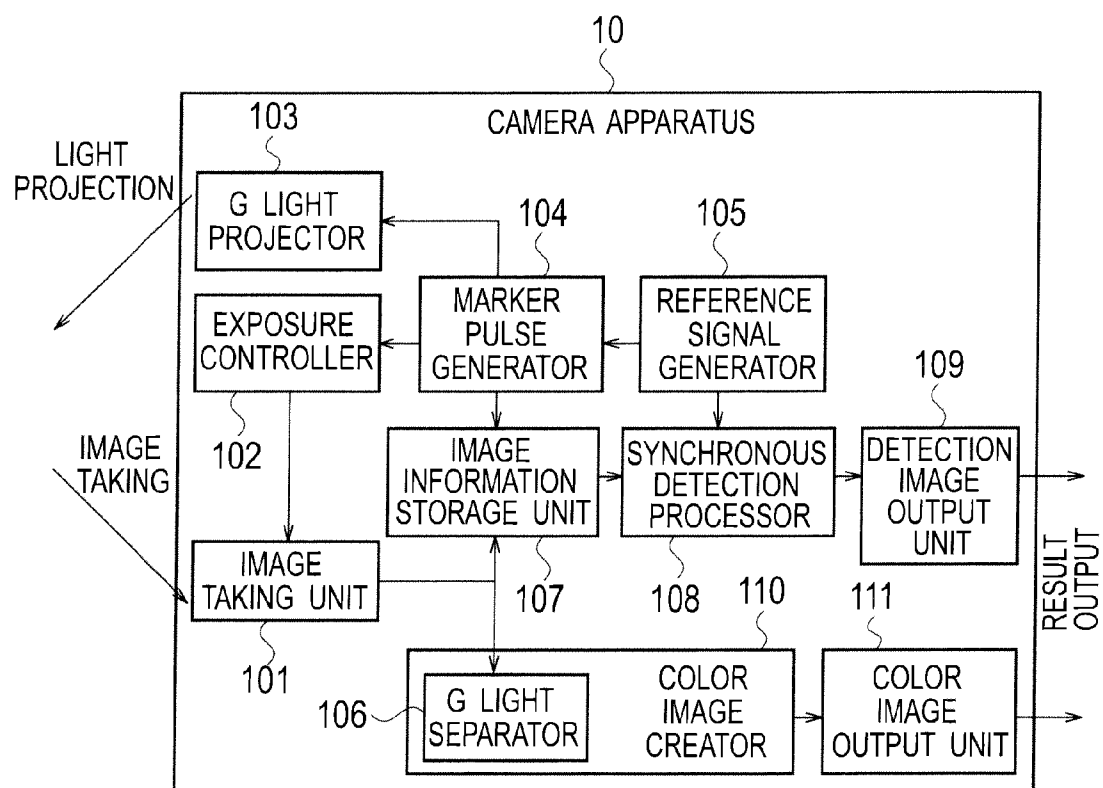 10
CAMERA APPARATUS
103
LIGHT
PROJECTION
G LIGHT
PROJECTOR
104
105
MARKER
PULSE
GENERATOR
REFERENCE
SIGNAL
GENERATOR
EXPOSURE
CONTROLLER
102
109
IMAGE
TAKING
IMAGE
INFORMATION
STORAGE UNIT
SYNCHRONOUS
DETECTION
PROCESSOR
DETECTION
IMAGE
OUTPUT
UNIT
IMAGE
TAKING UNIT
101
107
108
110
111
RESULT
OUTPUT
106
G LIGHT
SEPARATOR
COLOR
IMAGE
CREATOR
COLOR
IMAGE
OUTPUT UNIT